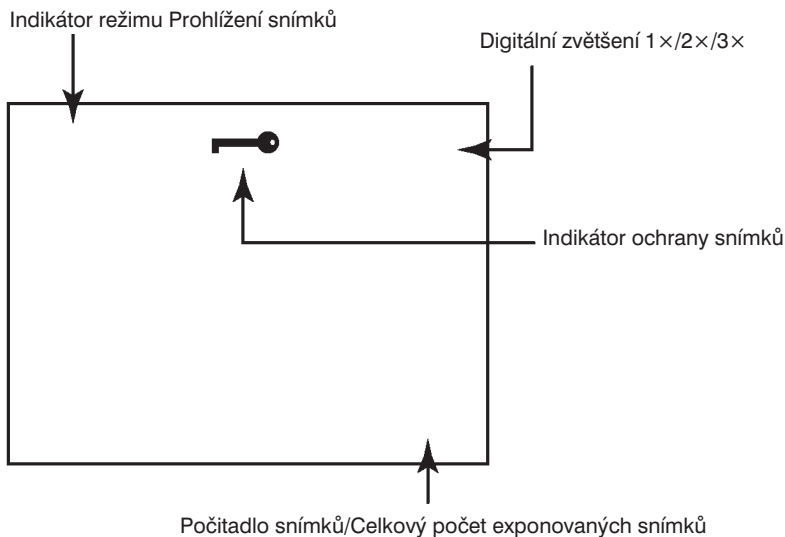 Indikátor režimu Prohlížení snímků
Digitální zvětšení 1×/2×/3×
Indikátor ochrany snímků
Počitadlo snímků/Celkový počet exponovaných snímků